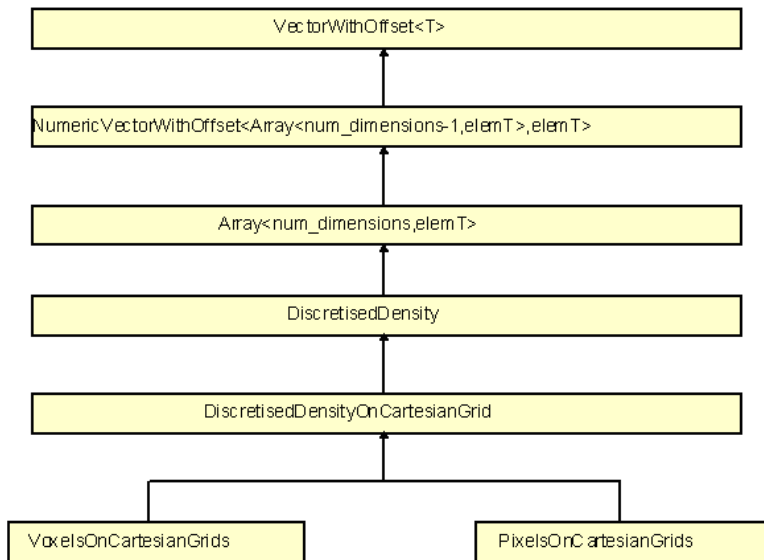 VectorWithOffset<T>
NumericVectorWithOffset<Array<num_dimensions-1,elemT>,elemT>
Array<num_dimensions,elemT>
DiscretisedDensity
DiscretisedDensityOnCartesianGrid
VoxelsOnCartesianGrids
PixelsOnCartesianGrids